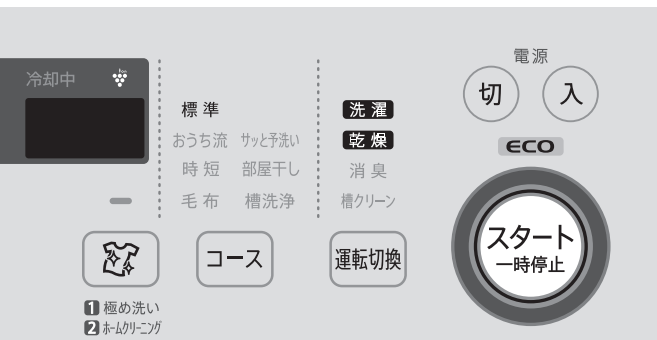 冷却中
標準
おうち流 サッと予洗い
時短 部屋干し
毛布 槽洗浄
洗濯
乾燥
消臭
槽クリーン
電源
切 入
ECO
コース
運転切換
スタート
一時停止
1 極め洗い
2 ホームクリーニング